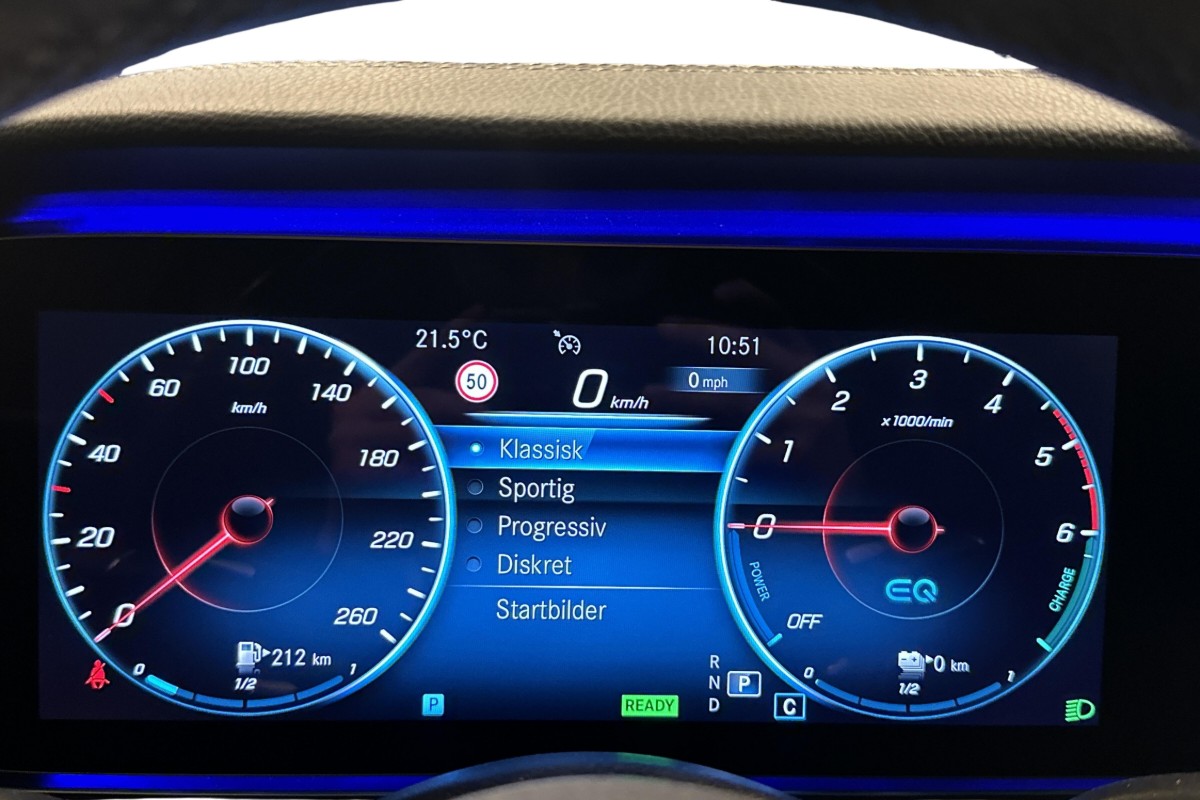 21.5°C
10:51
50
0 km/h
0 mph
Klassisk
Sportig
Progressiv
Diskret
Startbilder
0
20
40
60
100
140
180
220
260
km/h
212 km
0
1/2
1
P
READY
R
N
D
P
C
0
1
2
3
4
5
6
x1000/min
POWER
OFF
CHARGE
EQ
0 km
0
1/2
1